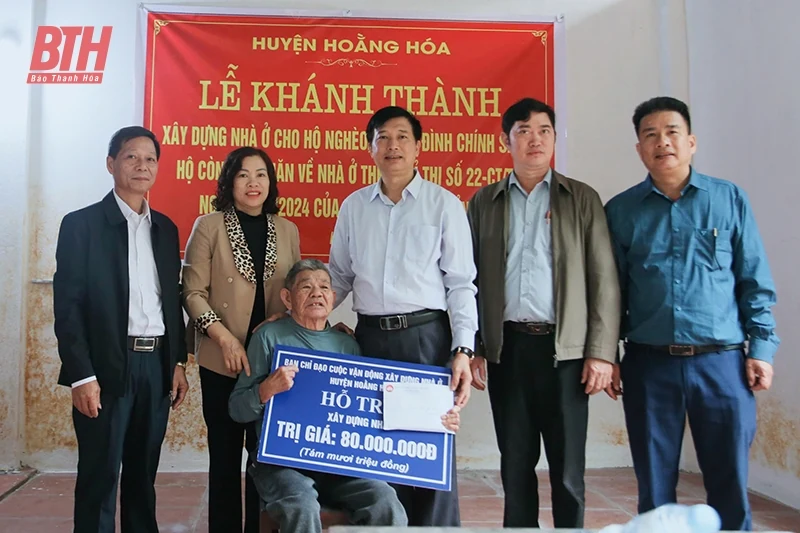 BTH
Báo Thanh Hóa
HUYỆN HOẰNG HÓA
LỄ KHÁNH THÀNH
XÂY DỰNG NHÀ Ở CHO HỘ NGHÈO ĐÌNH CHÍNH S
HỘ CÒN ĂN VỀ NHÀ Ở TH THỊ SỐ 22-CT/
NG 2024 CỦA
BAN CHỈ ĐẠO CUỘC VẬN ĐỘNG XÂY DỰNG NHÀ Ở
HUYỆN HOẰNG H
HỖ TR
XÂY DỰNG NH
TRỊ GIÁ: 80.000.000Đ
(Tám mươi triệu đồng)